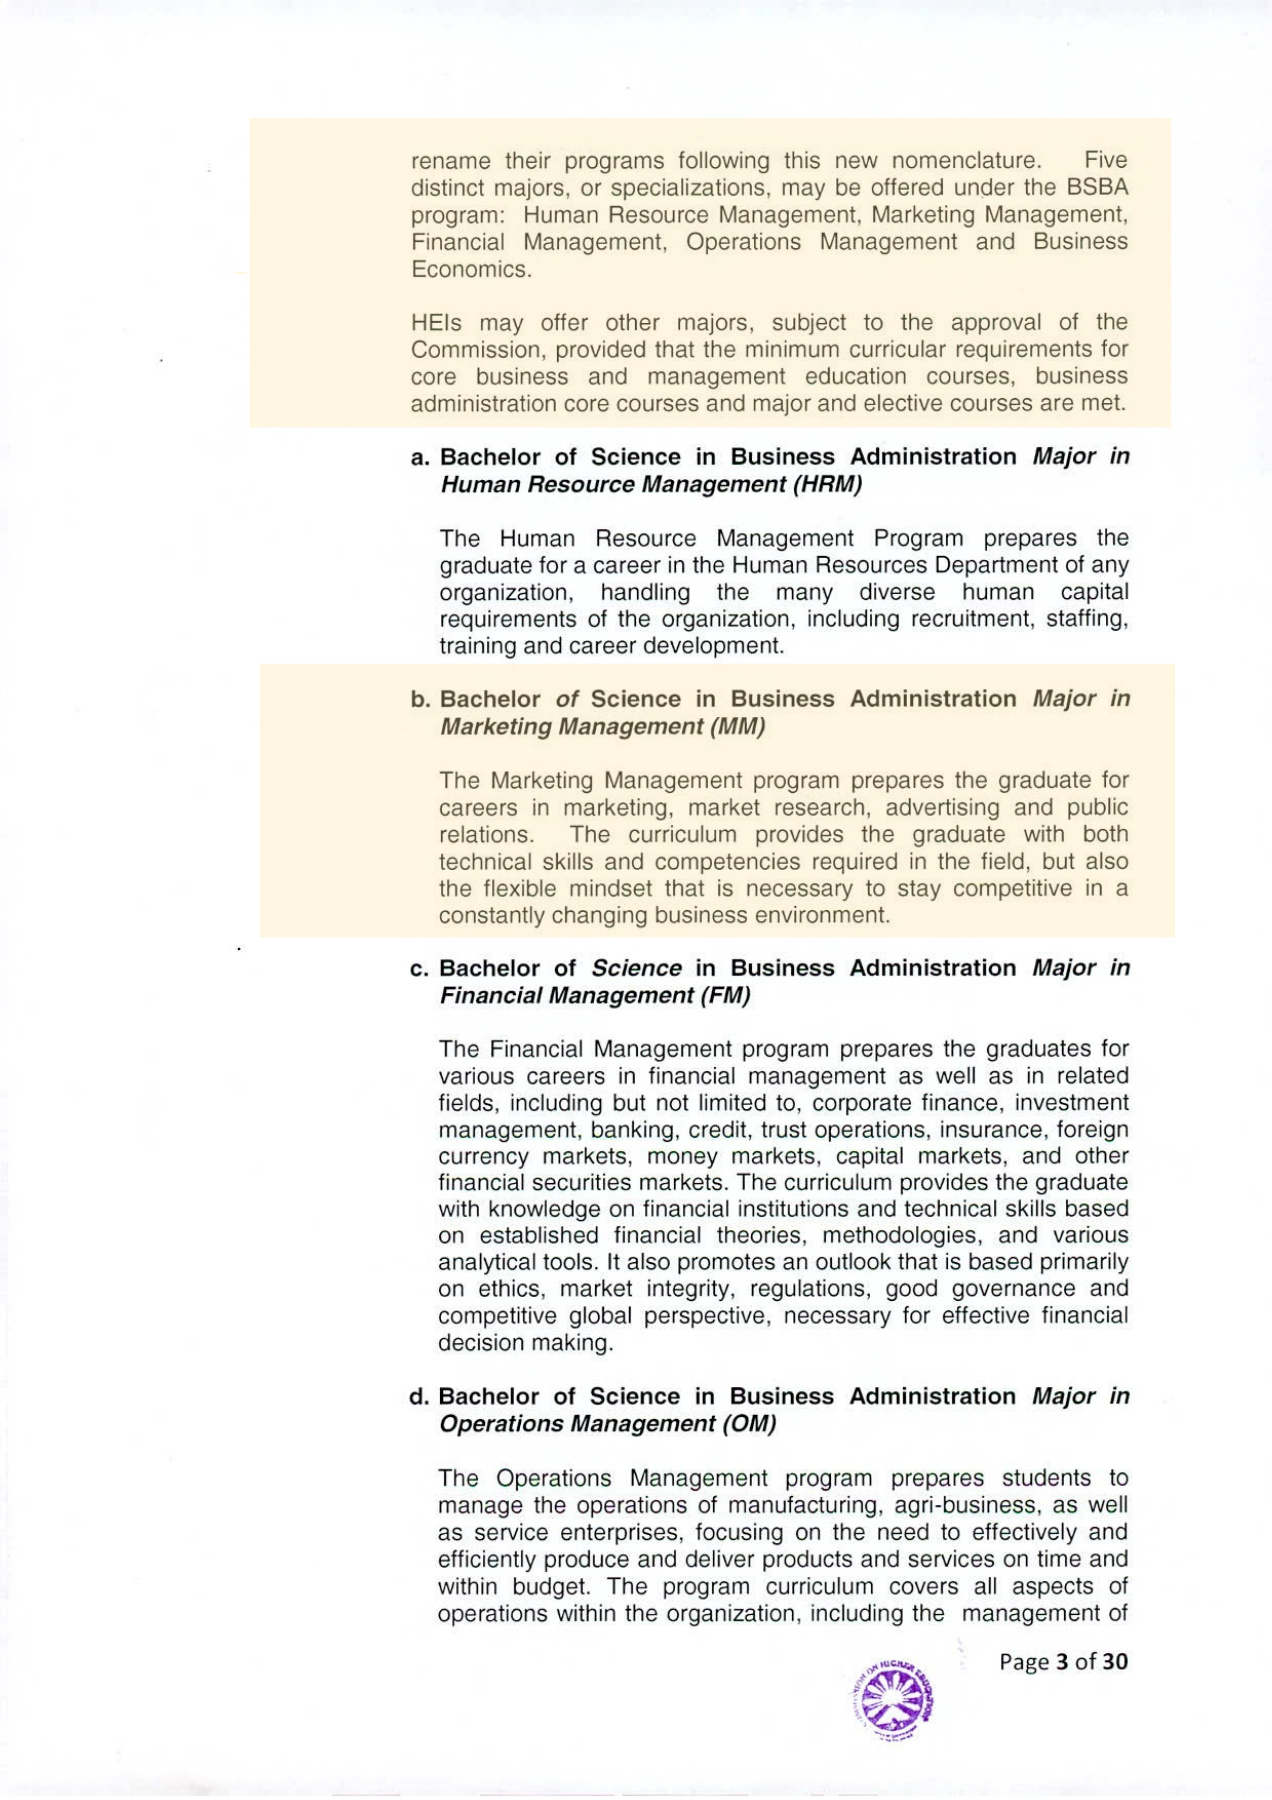 rename their programs following this new nomenclature. Five
distinct majors, or specializations, may be offered under the BSBA
program: Human Resource Management, Marketing Management,
Financial Management, Operations Management and Business
Economics.
HEIs may offer other majors, subject to the approval of the
Commission, provided that the minimum curricular requirements for
core business and management education courses, business
administration core courses and major and elective courses are met.
a. Bachelor of Science in Business Administration Major in
Human Resource Management (HRM)
The Human Resource Management Program prepares the
graduate for a career in the Human Resources Department of any
organization, handling the many diverse human capital
requirements of the organization, including recruitment, staffing,
training and career development.
b. Bachelor of Science in Business Administration Major in
Marketing Management (MM)
The Marketing Management program prepares the graduate for
careers in marketing, market research, advertising and public
relations. The curriculum provides the graduate with both
technical skills and competencies required in the field, but also
the flexible mindset that is necessary to stay competitive in a
constantly changing business environment.
c. Bachelor of Science in Business Administration Major in
Financial Management (FM)
The Financial Management program prepares the graduates for
various careers in financial management as well as in related
fields, including but not limited to, corporate finance, investment
management, banking, credit, trust operations, insurance, foreign
currency markets, money markets, capital markets, and other
financial securities markets. The curriculum provides the graduate
with knowledge on financial institutions and technical skills based
on established financial theories, methodologies, and various
analytical tools. It also promotes an outlook that is based primarily
on ethics, market integrity, regulations, good governance and
competitive global perspective, necessary for effective financial
decision making.
d. Bachelor of Science in Business Administration Major in
Operations Management (OM)
The Operations Management program prepares students to
manage the operations of manufacturing, agri-business, as well
as service enterprises, focusing on the need to effectively and
efficiently produce and deliver products and services on time and
within budget. The program curriculum covers all aspects of
operations within the organization, including the management of
Page 3 of 30
ON HIGHER EDUCATION